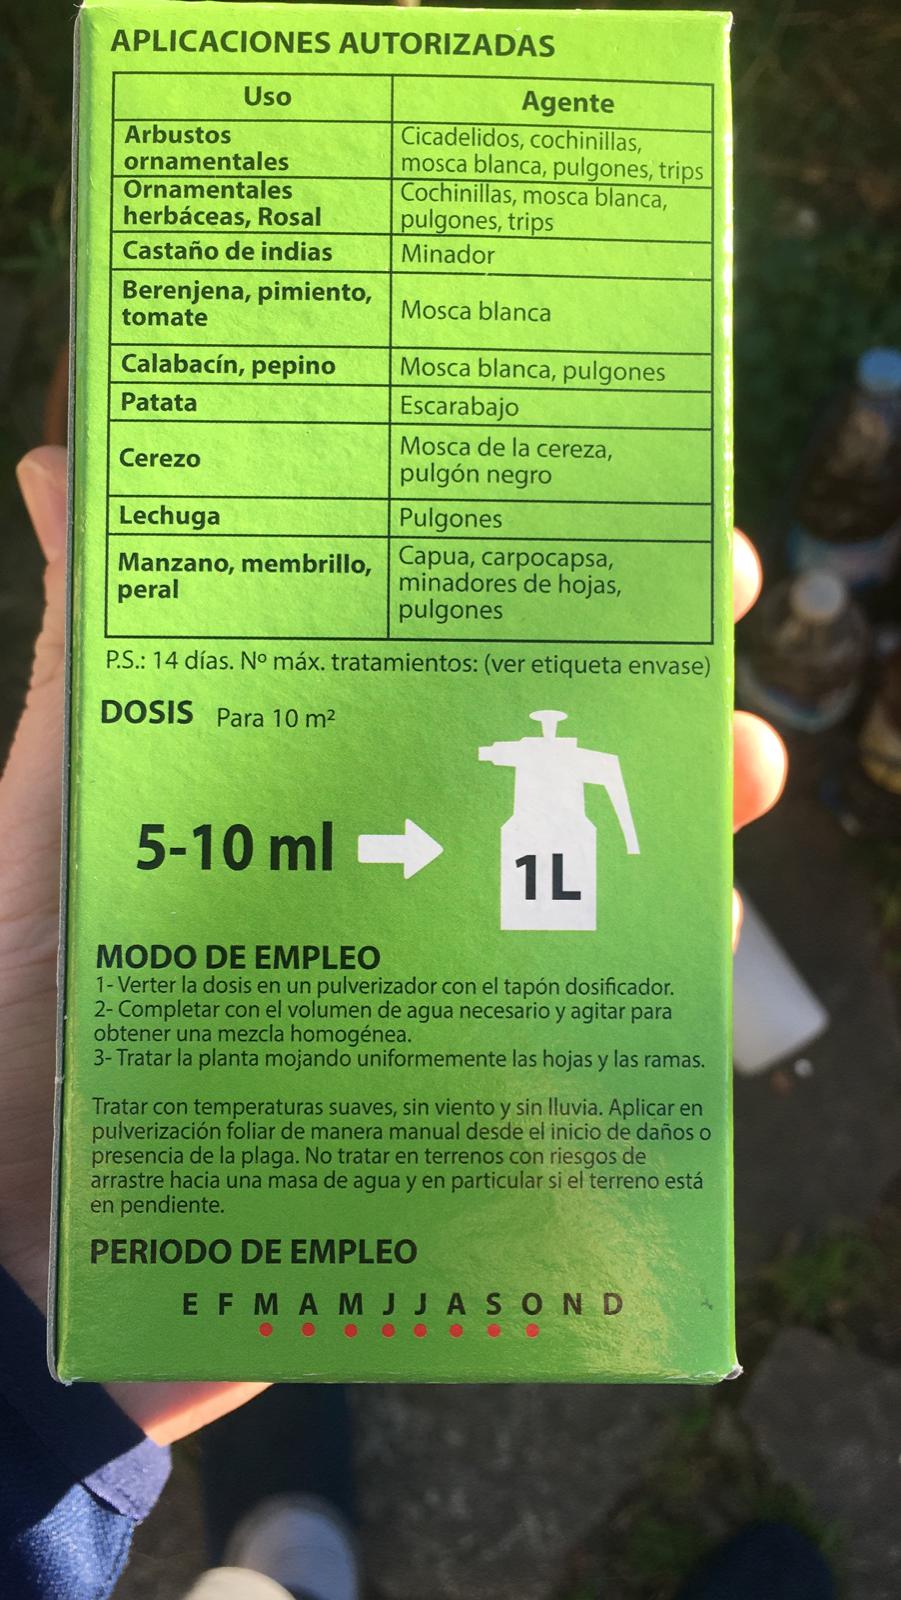 APLICACIONES AUTORIZADAS
Uso Agente
Arbustos ornamentales Cicadelidos, cochinillas, mosca blanca, pulgones, trips
Ornamentales herbáceas, Rosal Cochinillas, mosca blanca, pulgones, trips
Castaño de indias Minador
Berenjena, pimiento, tomate Mosca blanca
Calabacín, pepino Mosca blanca, pulgones
Patata Escarabajo
Cerezo Mosca de la cereza, pulgón negro
Lechuga Pulgones
Manzano, membrillo, peral Capua, carpocapsa, minadores de hojas, pulgones
P.S.: 14 días. Nº máx. tratamientos: (ver etiqueta envase)
DOSIS Para 10 m²
5-10 ml 1L
MODO DE EMPLEO
1- Verter la dosis en un pulverizador con el tapón dosificador.
2- Completar con el volumen de agua necesario y agitar para
obtener una mezcla homogénea.
3- Tratar la planta mojando uniformemente las hojas y las ramas.
Tratar con temperaturas suaves, sin viento y sin lluvia. Aplicar en
pulverización foliar de manera manual desde el inicio de daños o
presencia de la plaga. No tratar en terrenos con riesgos de
arrastre hacia una masa de agua y en particular si el terreno está
en pendiente.
PERIODO DE EMPLEO
E F M A M J J A S O N D